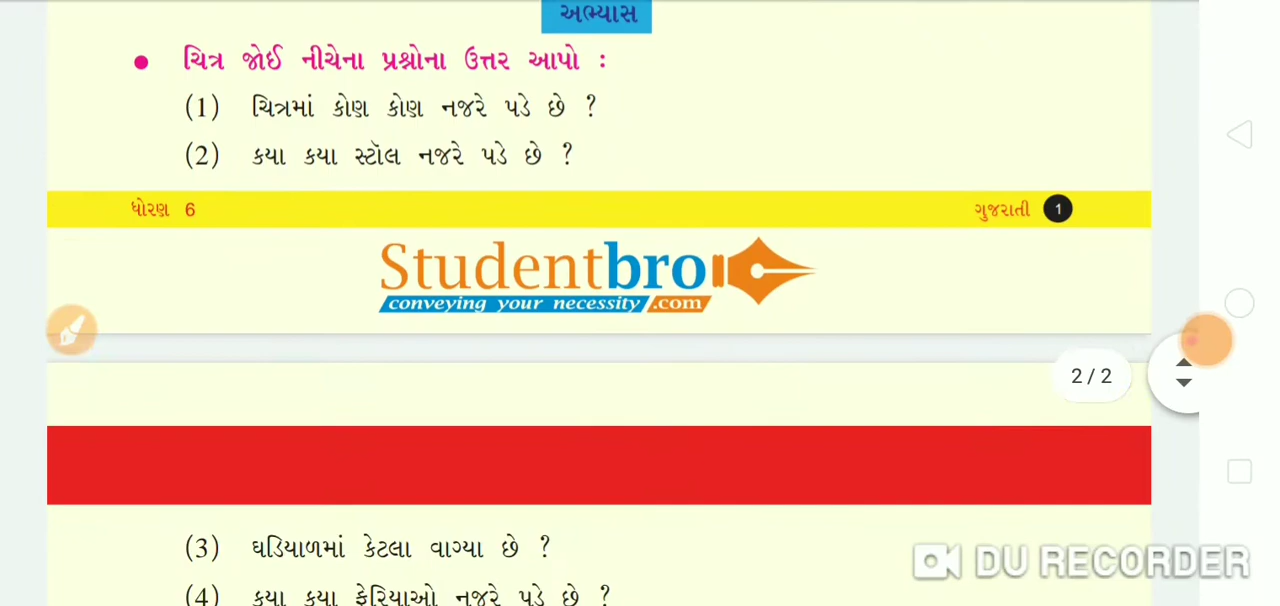 અભ્યાસ
ચિત્ર જોઈ નીચેના પ્રશ્નોના ઉત્તર આપો :
(1) ચિત્રમાં કોણ કોણ નજરે પડે છે ?
(2) કયા કયા સ્ટૉલ નજરે પડે છે ?
ધોરણ 6 ગુજરાતી 1
Studentbro
conveying your necessity .com
2 / 2
(3) ઘડિયાળમાં કેટલા વાગ્યા છે ?
(4) કયા કયા ફેરિયાઓ નજરે પડે છે ?
DU RECORDER